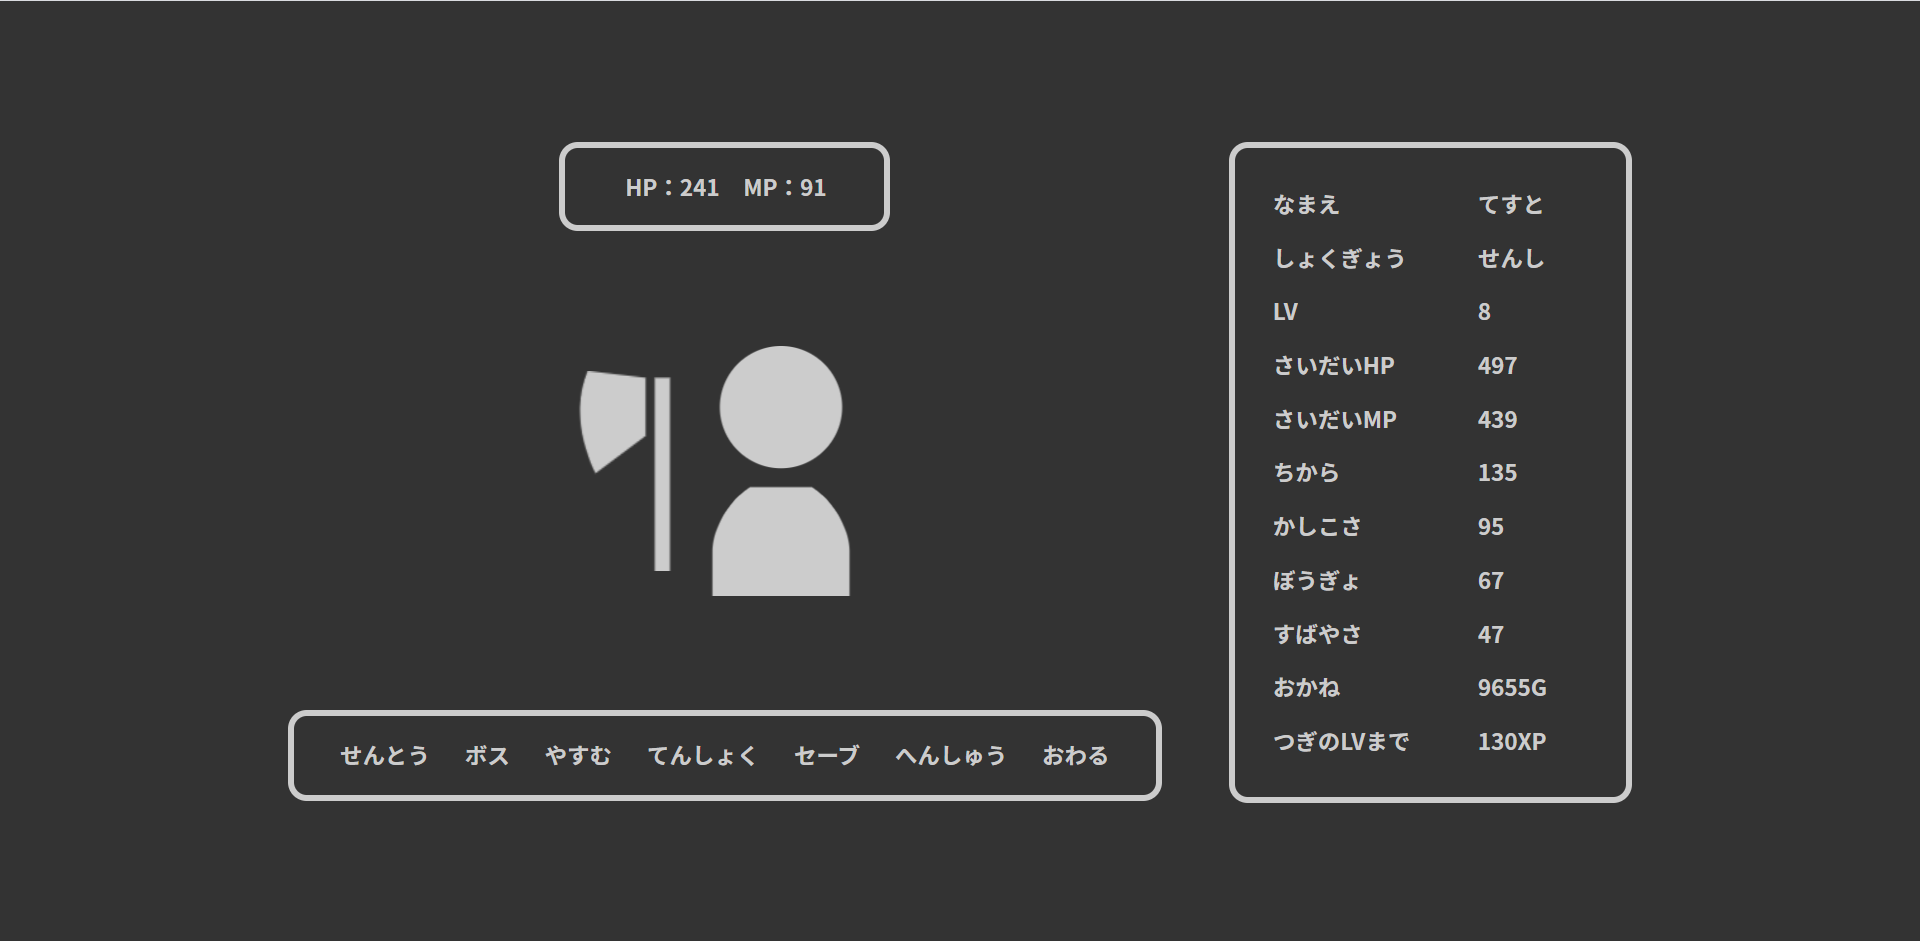 HP：241　MP：91
なまえ　てすと
しょくぎょう　せんし
LV　8
さいだいHP　497
さいだいMP　439
ちから　135
かしこさ　95
ぼうぎょ　67
すばやさ　47
おかね　9655G
つぎのLVまで　130XP
せんとう　ボス　やすむ　てんしょく　セーブ　へんしゅう　おわる